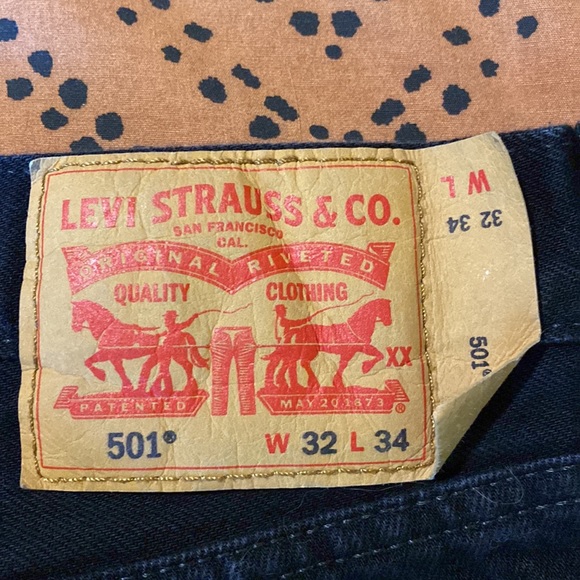 LEVI STRAUSS & CO.
SAN FRANCISCO
CAL.
ORIGINAL RIVETED
QUALITY CLOTHING
XX
PATENTED MAY 20 1873 ®
501® W 32 L 34
W L
32 34
501®